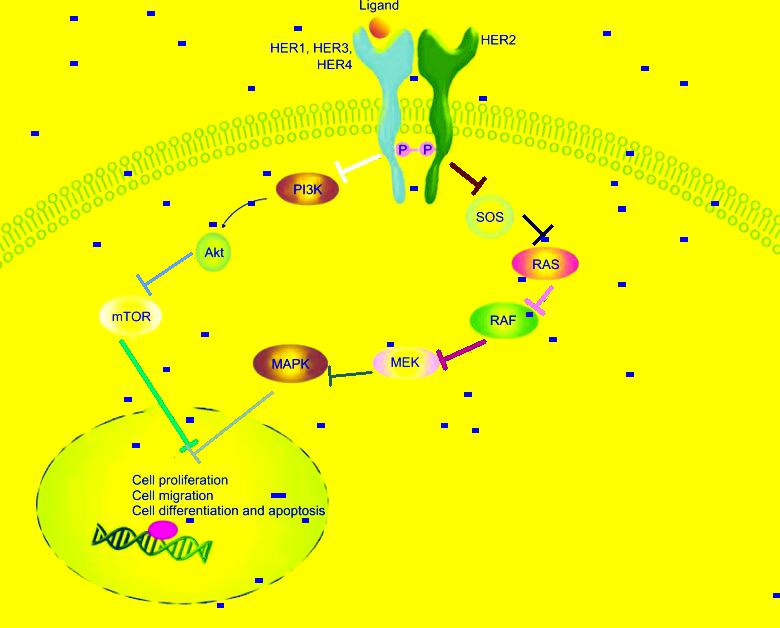 Ligand
HER1, HER3,
HER4
HER2
P
P
PI3K
SOS
Akt
RAS
mTOR
RAF
MAPK
MEK
Cell proliferation
Cell migration
Cell differentiation and apoptosis